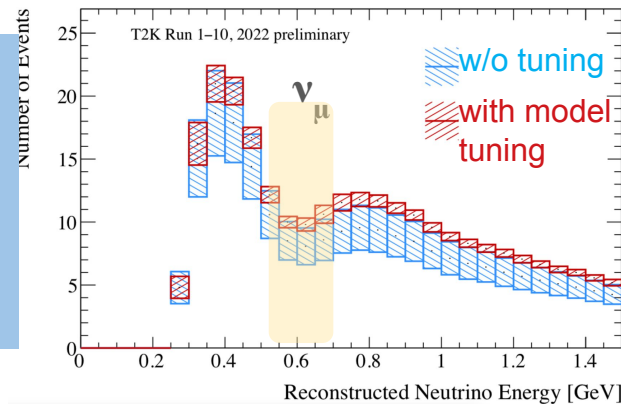 Number of Events
T2K Run 1–10, 2022 preliminary
25
20
15
10
5
0
νμ
w/o tuning
with model
tuning
0
0.2
0.4
0.6
0.8
1
1.2
1.4
Reconstructed Neutrino Energy [GeV]